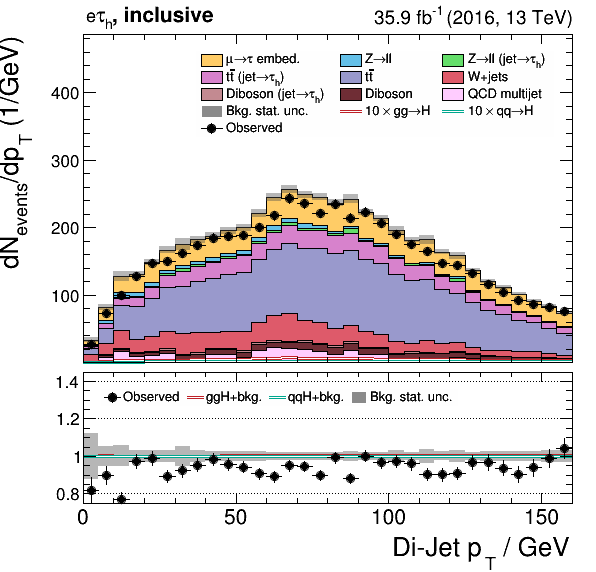 eτh, inclusive 35.9 fb-1 (2016, 13 TeV)
dNevents/dpT (1/GeV)
μ→τ embed. Z→ll Z→ll (jet→τh)
tt̄ (jet→τh) tt̄ W+jets
Diboson (jet→τh) Diboson QCD multijet
Bkg. stat. unc. 10×gg→H 10×qq→H
Observed
400
300
200
100
Observed ggH+bkg. qqH+bkg. Bkg. stat. unc.
1.4
1.2
1
0.8
0 50 100 150
Di-Jet pT / GeV